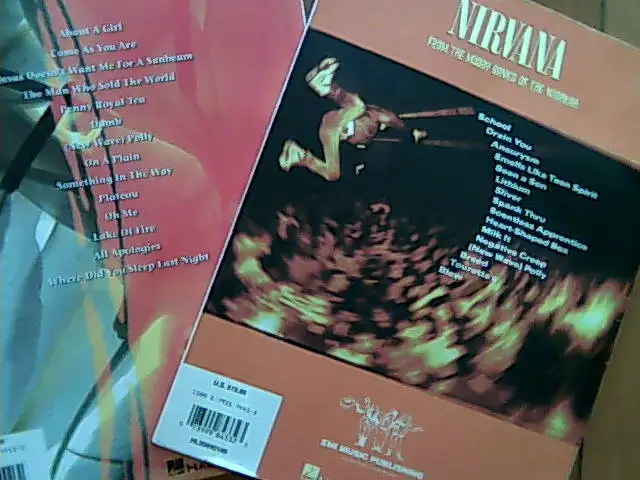 About A Girl
Come As You Are
Jesus Doesn't Want Me For A Sunbeam
The Man Who Sold The World
Penny Royal Tea
Dumb
(New Wave) Polly
On A Plain
Something In The Way
Plateau
Oh Me
Lake Of Fire
All Apologies
Where Did You Sleep Last Night
NIRVANA
FROM THE MUDDY BANKS OF THE WISHKAH
School
Drain You
Aneurysm
Smells Like Teen Spirit
Been a Son
Lithium
Sliver
Spank Thru
Scentless Apprentice
Heart-Shaped Box
Milk It
Negative Creep
(New Wave) Polly
Breed
Tourette
Blew
EMI MUSIC PUBLISHING